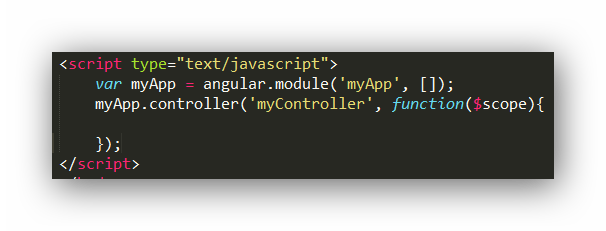 <script type="text/javascript">
    var myApp = angular.module('myApp', []);
    myApp.controller('myController', function($scope){

    });
</script>